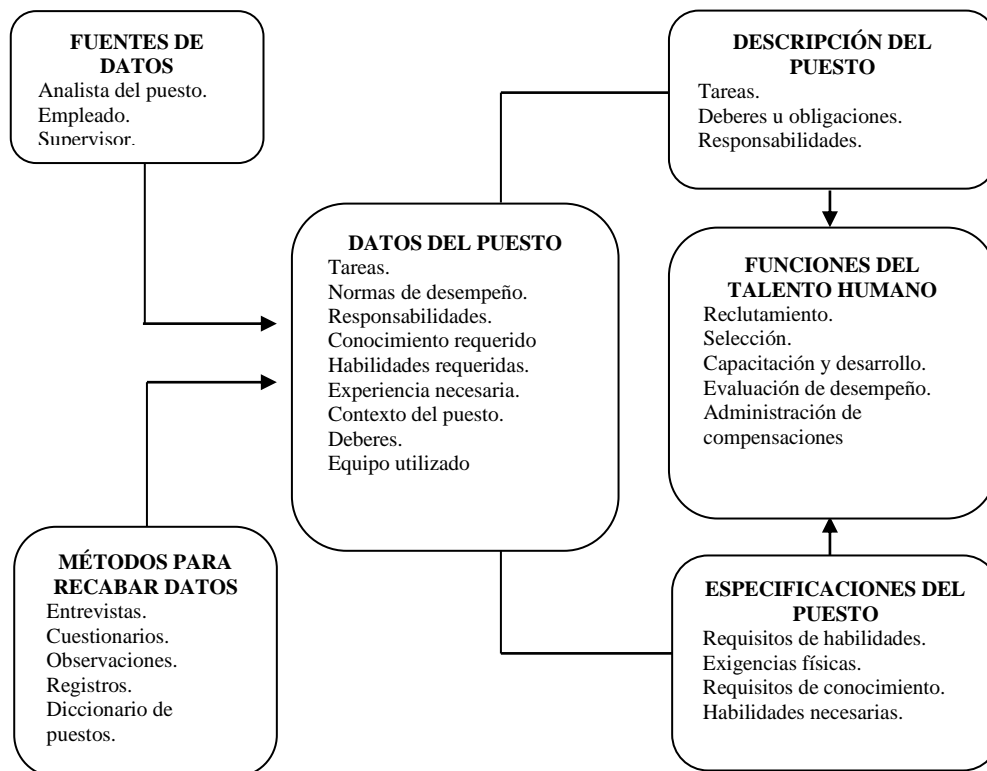 FUENTES DE
DATOS
Analista del puesto.
Empleado.
Supervisor.
MÉTODOS PARA
RECABAR DATOS
Entrevistas.
Cuestionarios.
Observaciones.
Registros.
Diccionario de
puestos.
DATOS DEL PUESTO
Tareas.
Normas de desempeño.
Responsabilidades.
Conocimiento requerido
Habilidades requeridas.
Experiencia necesaria.
Contexto del puesto.
Deberes.
Equipo utilizado
DESCRIPCIÓN DEL
PUESTO
Tareas.
Deberes u obligaciones.
Responsabilidades.
FUNCIONES DEL
TALENTO HUMANO
Reclutamiento.
Selección.
Capacitación y desarrollo.
Evaluación de desempeño.
Administración de
compensaciones
ESPECIFICACIONES DEL
PUESTO
Requisitos de habilidades.
Exigencias físicas.
Requisitos de conocimiento.
Habilidades necesarias.